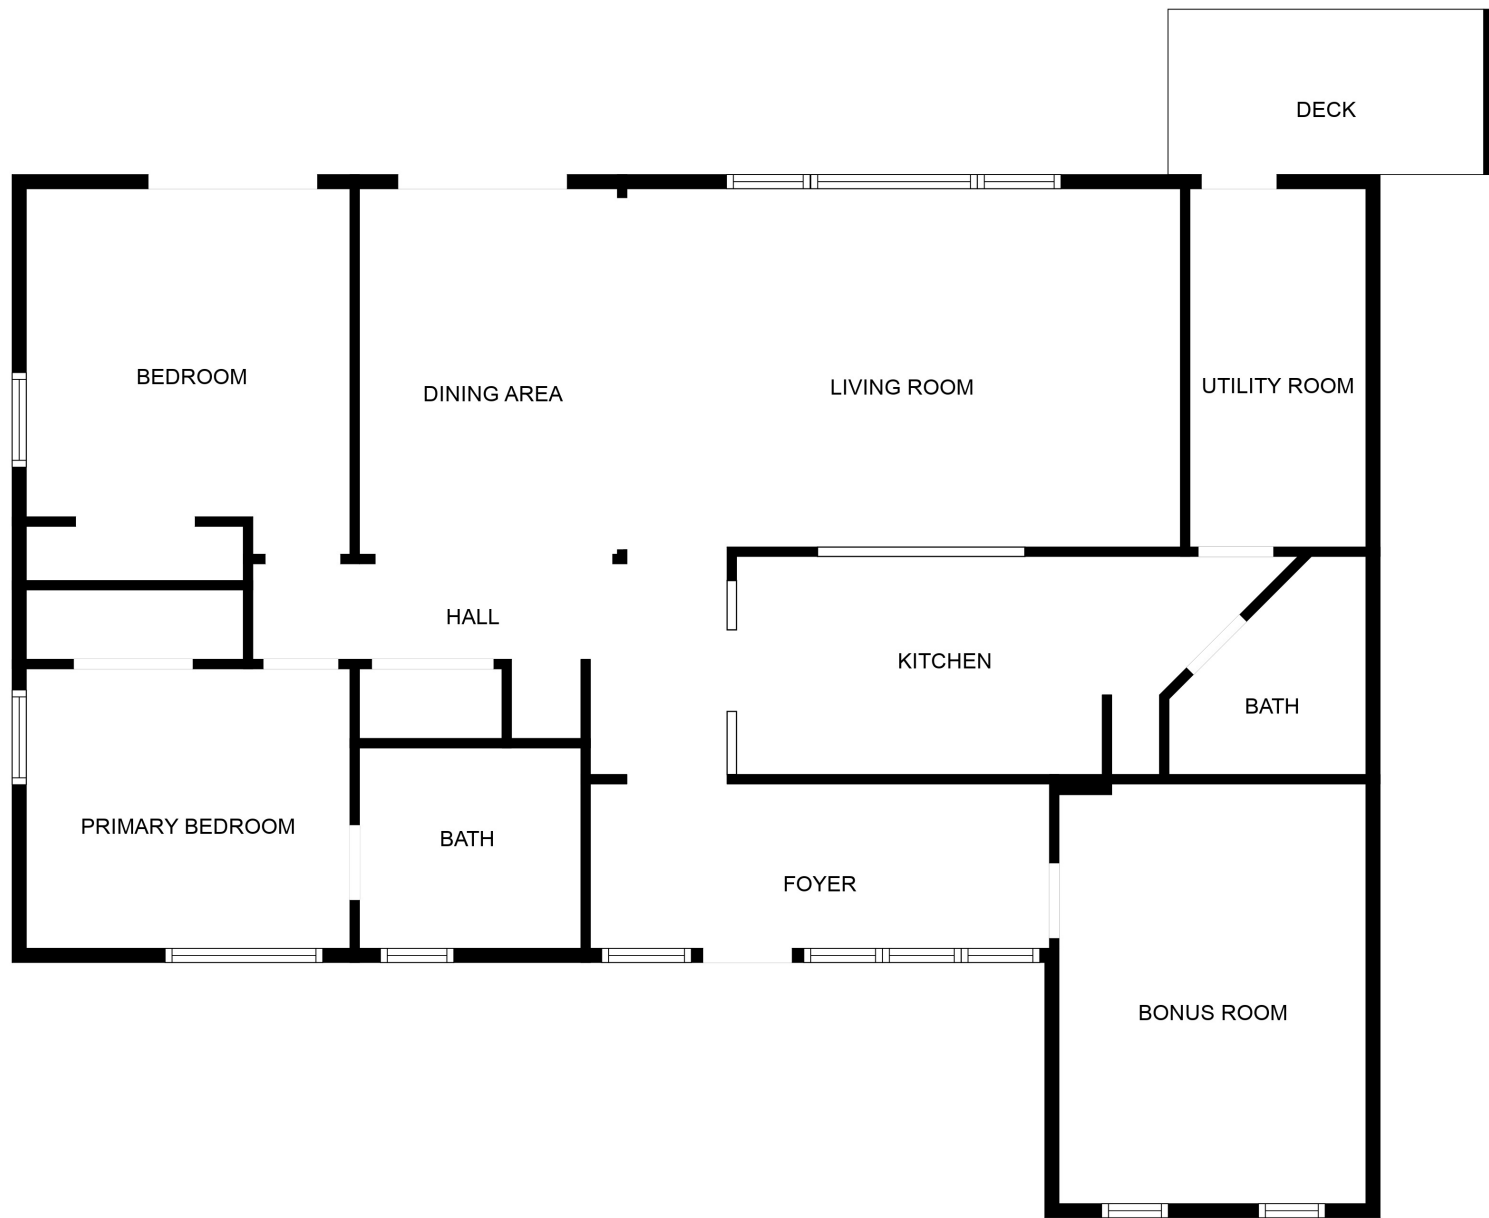 DECK
BEDROOM
DINING AREA
LIVING ROOM
UTILITY ROOM
HALL
KITCHEN
BATH
PRIMARY BEDROOM
BATH
FOYER
BONUS ROOM